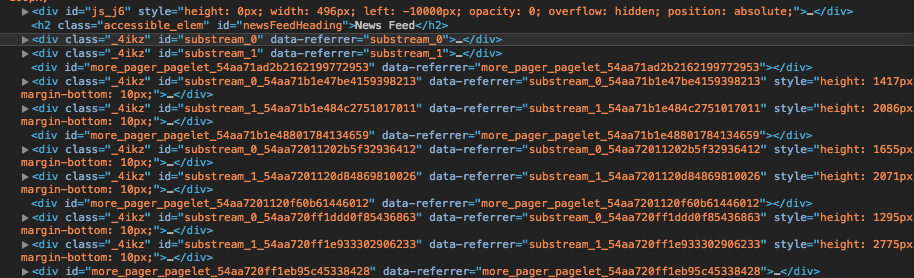 ▶<div id="js_j6" style="height: 0px; width: 496px; left: -10000px; opacity: 0; overflow: hidden; position: absolute;">…</div>
<h2 class="accessible_elem" id="newsFeedHeading">News Feed</h2>
▶<div class="_4ikz" id="substream_0" data-referrer="substream_0">…</div>
▶<div class="_4ikz" id="substream_1" data-referrer="substream_1">…</div>
<div id="more_pager_pagelet_54aa71ad2b2162199772953" data-referrer="more_pager_pagelet_54aa71ad2b2162199772953"></div>
▶<div class="_4ikz" id="substream_0_54aa71b1e47be4159398213" data-referrer="substream_0_54aa71b1e47be4159398213" style="height: 1417px
margin-bottom: 10px;">…</div>
▶<div class="_4ikz" id="substream_1_54aa71b1e484c2751017011" data-referrer="substream_1_54aa71b1e484c2751017011" style="height: 2086px
margin-bottom: 10px;">…</div>
<div id="more_pager_pagelet_54aa71b1e48801784134659" data-referrer="more_pager_pagelet_54aa71b1e48801784134659"></div>
▶<div class="_4ikz" id="substream_0_54aa72011202b5f32936412" data-referrer="substream_0_54aa72011202b5f32936412" style="height: 1655px
margin-bottom: 10px;">…</div>
▶<div class="_4ikz" id="substream_1_54aa7201120d84869810026" data-referrer="substream_1_54aa7201120d84869810026" style="height: 2071px
margin-bottom: 10px;">…</div>
<div id="more_pager_pagelet_54aa7201120f60b61446012" data-referrer="more_pager_pagelet_54aa7201120f60b61446012"></div>
▶<div class="_4ikz" id="substream_0_54aa720ff1ddd0f85436863" data-referrer="substream_0_54aa720ff1ddd0f85436863" style="height: 1295px
margin-bottom: 10px;">…</div>
▶<div class="_4ikz" id="substream_1_54aa720ff1e933302906233" data-referrer="substream_1_54aa720ff1e933302906233" style="height: 2775px
margin-bottom: 10px;">…</div>
▶<div id="more_pager_pagelet_54aa720ff1eb95c45338428" data-referrer="more_pager_pagelet_54aa720ff1eb95c45338428">…</div>